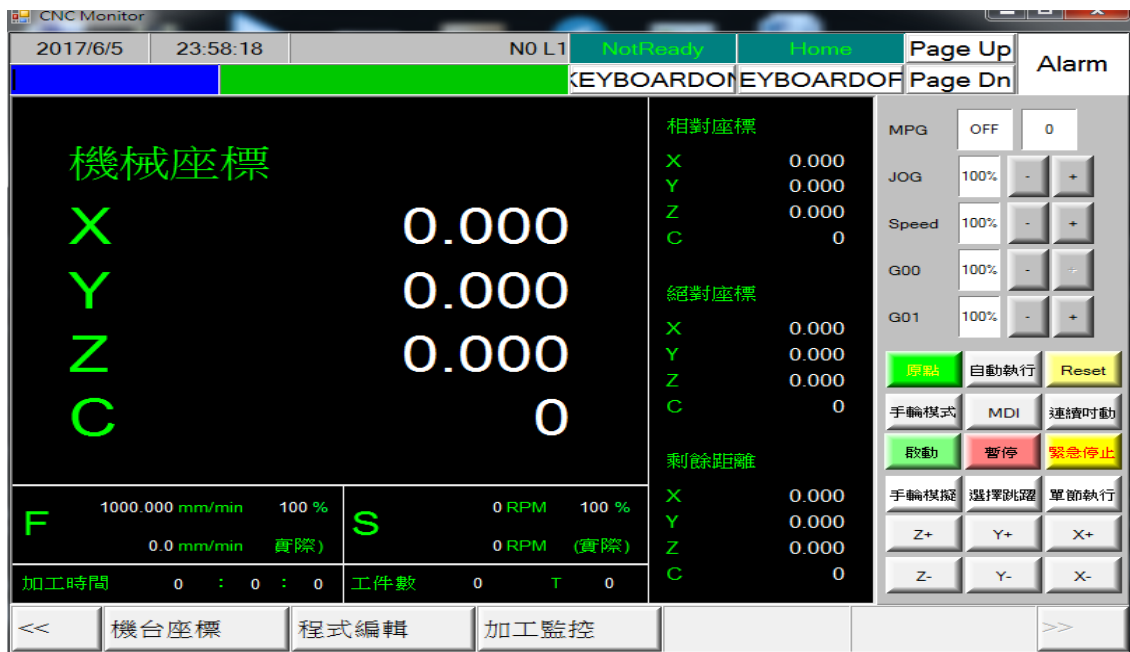 CNC Monitor
2017/6/5 23:58:18 N0 L1 NotReady Home Page Up Alarm
KEYBOARDON EYBOARDOF Page Dn
機械座標
X 0.000
Y 0.000
Z 0.000
C 0
F 1000.000 mm/min 100 %
0.0 mm/min 實際)
S 0 RPM 100 %
0 RPM (實際)
加工時間 0 : 0 : 0 工件數 0 T 0
相對座標
X 0.000
Y 0.000
Z 0.000
C 0
絕對座標
X 0.000
Y 0.000
Z 0.000
C 0
剩餘距離
X 0.000
Y 0.000
Z 0.000
C 0
MPG OFF 0
JOG 100% - +
Speed 100% - +
G00 100% - +
G01 100% - +
原點 自動執行 Reset
手輪模式 MDI 連續吋動
啟動 暫停 緊急停止
手輪模擬 選擇跳躍 單節執行
Z+ Y+ X+
Z- Y- X-
<< 機台座標 程式編輯 加工監控 >>